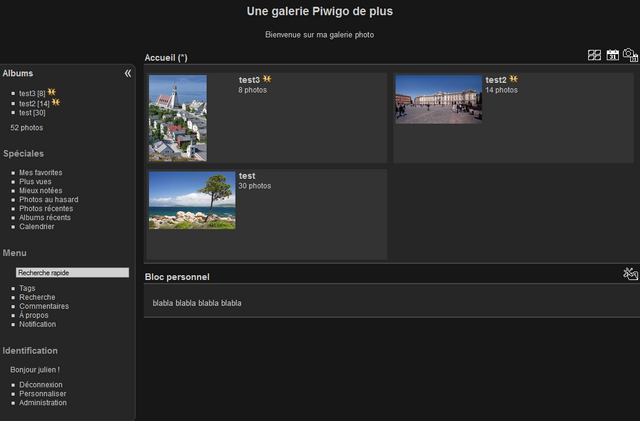 Une galerie Piwigo de plus
Bienvenue sur ma galerie photo
Albums «
test3 [8]
test2 [14]
test [30]
52 photos
Spéciales
Mes favorites
Plus vues
Mieux notées
Photos au hasard
Photos récentes
Albums récents
Calendrier
Menu
Recherche rapide
Tags
Recherche
Commentaires
À propos
Notification
Identification
Bonjour julien !
Déconnexion
Personnaliser
Administration
Accueil (*)
31
test3
8 photos
test2
14 photos
test
30 photos
Bloc personnel
blabla blabla blabla blabla